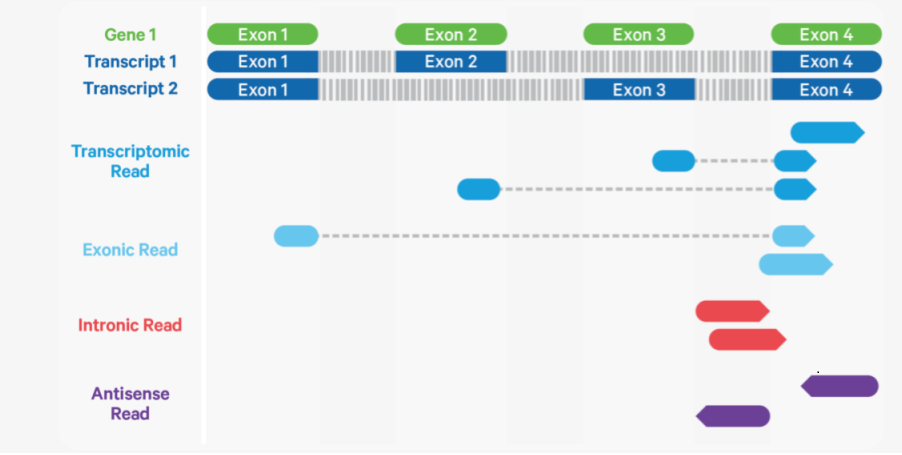 Gene 1 Exon 1 Exon 2 Exon 3 Exon 4
Transcript 1 Exon 1 Exon 2 Exon 4
Transcript 2 Exon 1 Exon 3 Exon 4
Transcriptomic
Read
Exonic Read
Intronic Read
Antisense
Read